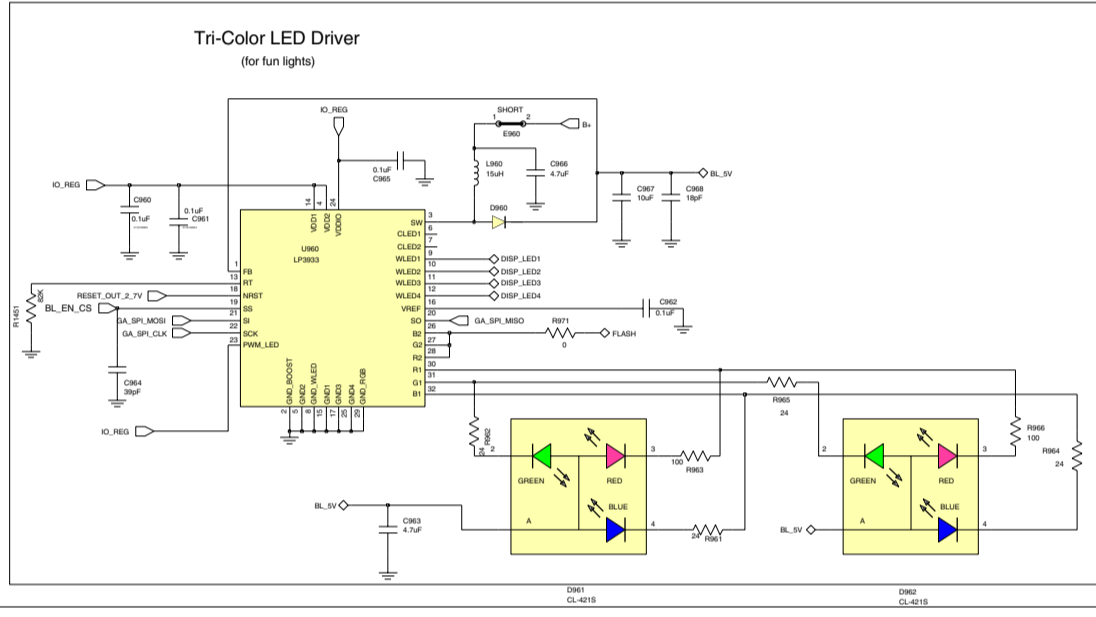 Tri-Color LED Driver
(for fun lights)
IO_REG
SHORT
1 2
B+
E960
0.1uF
C965
L960
15uH
C966
4.7uF
IO_REG
BL_5V
C960
0.1uF
0.1uF
C961
C967
10uF
C968
18pF
14
4
24
VDD1
VDD2
VDDIO
D960
U960
LP3933
SW 3
CLED1 6
CLED2 7
WLED1 9
WLED2 10
WLED3 11
WLED4 12
VREF 16
SO 20
B2 26
G2 27
R2 28
R1 30
G1 31
B1 32
DISP_LED1
DISP_LED2
DISP_LED3
DISP_LED4
C962
0.1uF
GA_SPI_MISO
R971
0
FLASH
1 FB
13 RT
18 NRST
19 SS
21 SI
22 SCK
23 PWM_LED
R1451
82K
RESET_OUT_2_7V
BL_EN_CS
GA_SPI_MOSI
GA_SPI_CLK
C964
39pF
IO_REG
GND_BOOST
GND2
GND_WLED
GND1
GND3
GND4
GND_RGB
2
5
8
15
17
25
29
R965
24
R962
24
2
3
100
R963
GREEN
RED
BLUE
A
4
24
R961
BL_5V
C963
4.7uF
2
3
R966
100
R964
24
GREEN
RED
BLUE
A
4
BL_5V
D961
CL-421S
D962
CL-421S